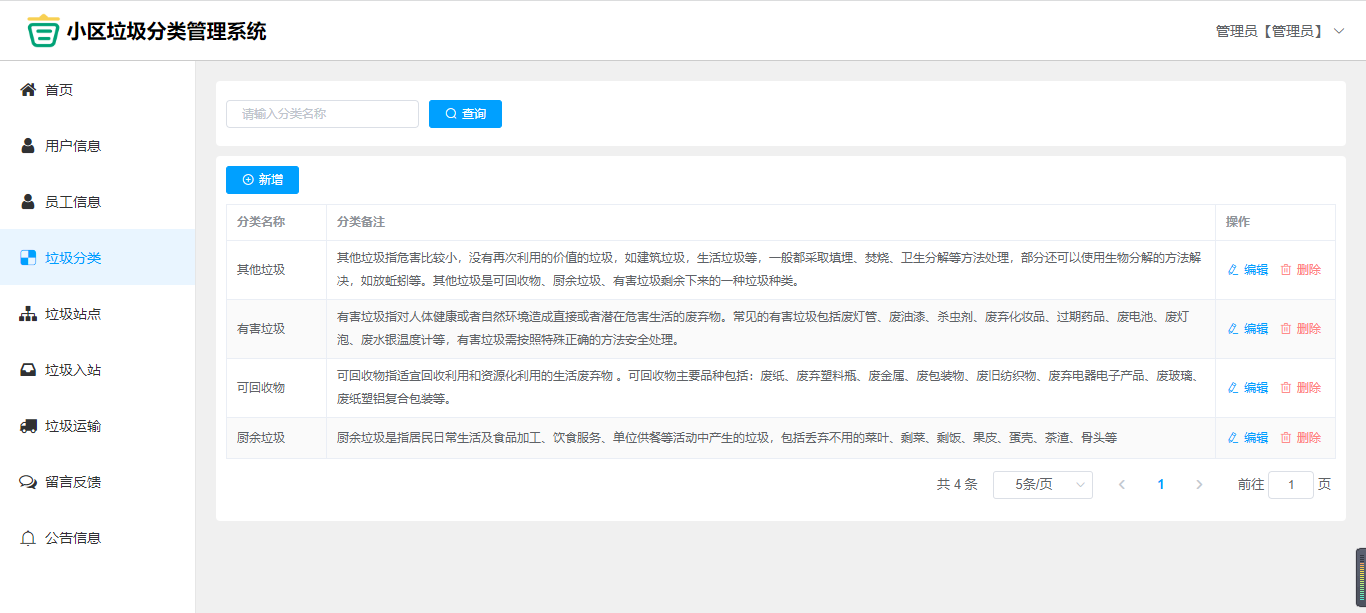 小区垃圾分类管理系统
管理员【管理员】
首页
用户信息
员工信息
垃圾分类
垃圾站点
垃圾入站
垃圾运输
留言反馈
公告信息
请输入分类名称
查询
新增
分类名称 分类备注 操作
其他垃圾
其他垃圾指危害比较小，没有再次利用的价值的垃圾，如建筑垃圾，生活垃圾等，一般都采取填埋、焚烧、卫生分解等方法处理，部分还可以使用生物分解的方法解
决，如放蚯蚓等。其他垃圾是可回收物、厨余垃圾、有害垃圾剩余下来的一种垃圾种类。
编辑 删除
有害垃圾
有害垃圾指对人体健康或者自然环境造成直接或者潜在危害生活的废弃物。常见的有害垃圾包括废灯管、废油漆、杀虫剂、废弃化妆品、过期药品、废电池、废灯
泡、废水银温度计等，有害垃圾需按照特殊正确的方法安全处理。
编辑 删除
可回收物
可回收物指适宜回收利用和资源化利用的生活废弃物 。可回收物主要品种包括：废纸、废弃塑料瓶、废金属、废包装物、废旧纺织物、废弃电器电子产品、废玻璃、
废纸塑铝复合包装等。
编辑 删除
厨余垃圾
厨余垃圾是指居民日常生活及食品加工、饮食服务、单位供餐等活动中产生的垃圾，包括丢弃不用的菜叶、剩菜、剩饭、果皮、蛋壳、茶渣、骨头等
编辑 删除
共 4 条 5条/页 1 前往 1 页